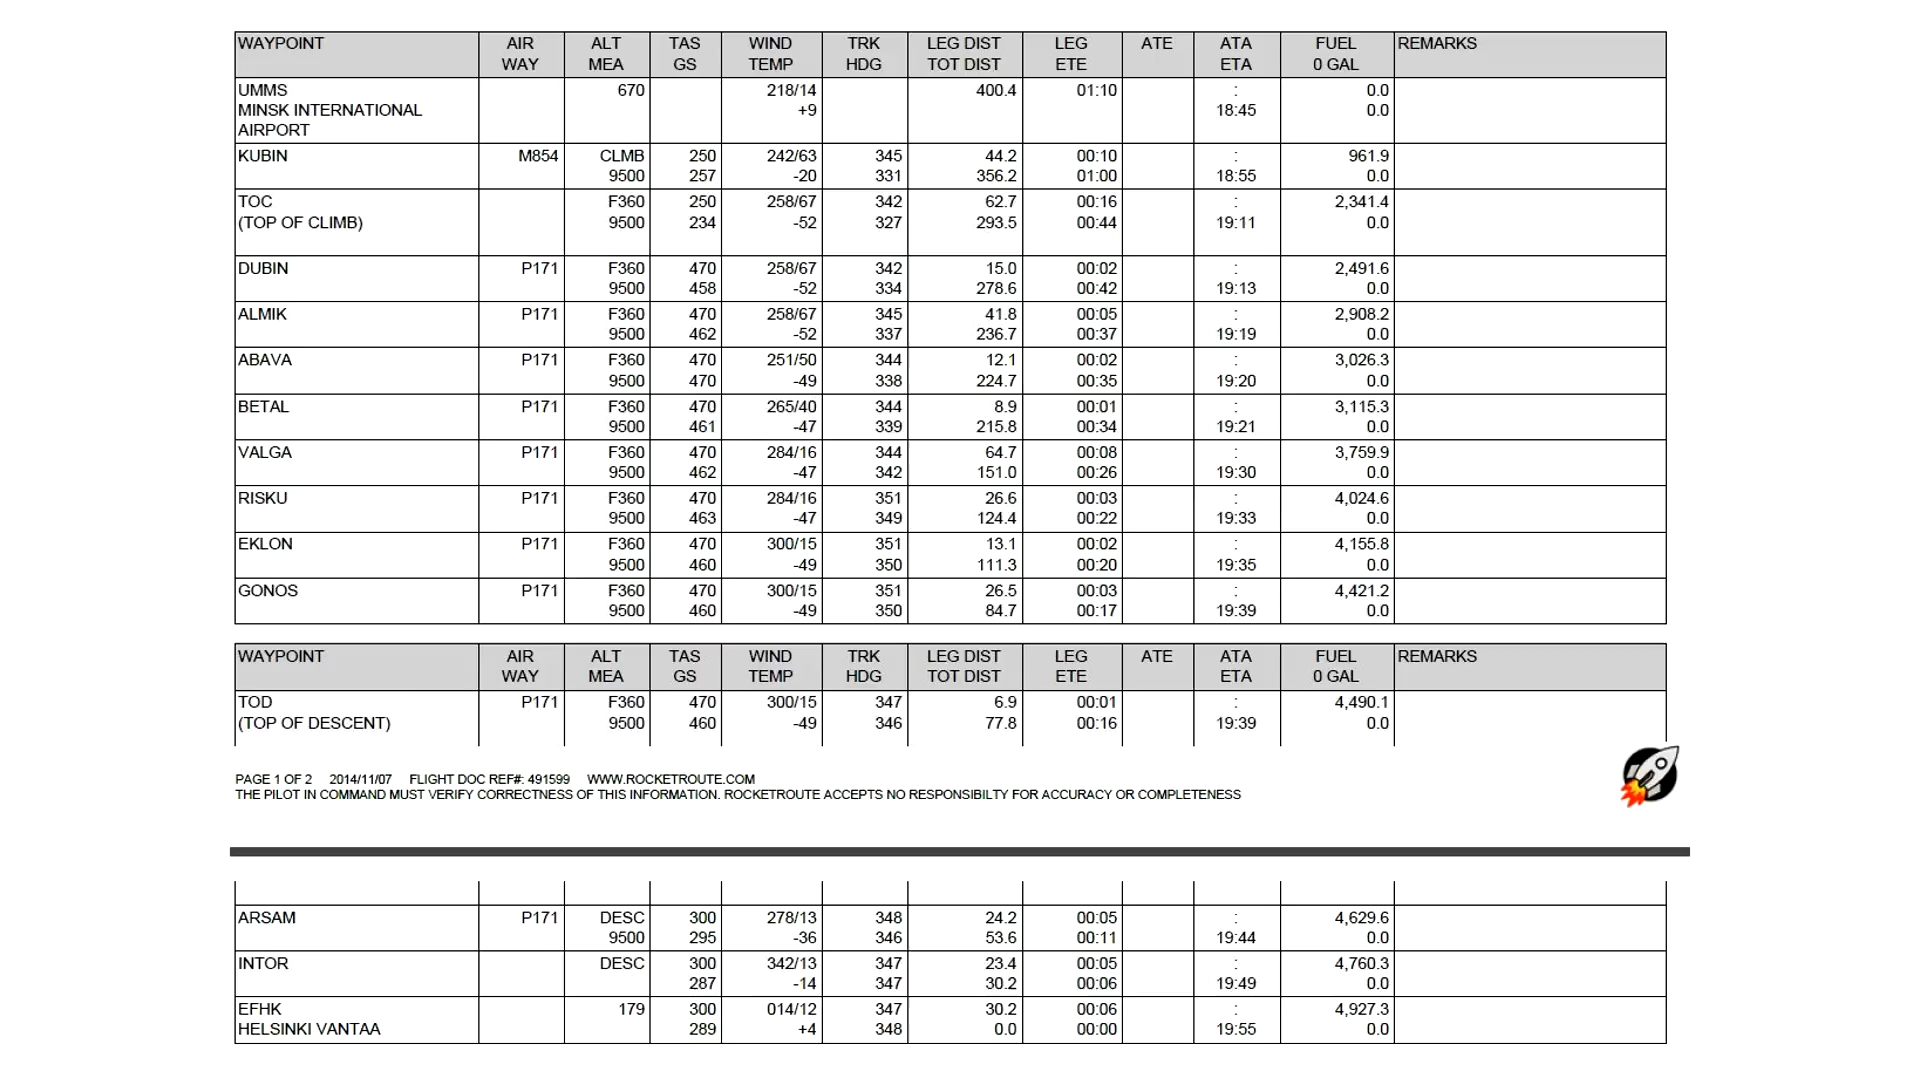 WAYPOINT AIR ALT TAS WIND TRK LEG DIST LEG ATE ATA FUEL REMARKS
WAY MEA GS TEMP HDG TOT DIST ETE ETA 0 GAL
UMMS 670 218/14 400.4 01:10 : 0.0
MINSK INTERNATIONAL +9 18:45 0.0
AIRPORT
KUBIN M854 CLMB 250 242/63 345 44.2 00:10 : 961.9
9500 257 -20 331 356.2 01:00 18:55 0.0
TOC F360 250 258/67 342 62.7 00:16 : 2,341.4
(TOP OF CLIMB) 9500 234 -52 327 293.5 00:44 19:11 0.0
DUBIN P171 F360 470 258/67 342 15.0 00:02 : 2,491.6
9500 458 -52 334 278.6 00:42 19:13 0.0
ALMIK P171 F360 470 258/67 345 41.8 00:05 : 2,908.2
9500 462 -52 337 236.7 00:37 19:19 0.0
ABAVA P171 F360 470 251/50 344 12.1 00:02 : 3,026.3
9500 470 -49 338 224.7 00:35 19:20 0.0
BETAL P171 F360 470 265/40 344 8.9 00:01 : 3,115.3
9500 461 -47 339 215.8 00:34 19:21 0.0
VALGA P171 F360 470 284/16 344 64.7 00:08 : 3,759.9
9500 462 -47 342 151.0 00:26 19:30 0.0
RISKU P171 F360 470 284/16 351 26.6 00:03 : 4,024.6
9500 463 -47 349 124.4 00:22 19:33 0.0
EKLON P171 F360 470 300/15 351 13.1 00:02 : 4,155.8
9500 460 -49 350 111.3 00:20 19:35 0.0
GONOS P171 F360 470 300/15 351 26.5 00:03 : 4,421.2
9500 460 -49 350 84.7 00:17 19:39 0.0
WAYPOINT AIR ALT TAS WIND TRK LEG DIST LEG ATE ATA FUEL REMARKS
WAY MEA GS TEMP HDG TOT DIST ETE ETA 0 GAL
TOD P171 F360 470 300/15 347 6.9 00:01 : 4,490.1
(TOP OF DESCENT) 9500 460 -49 346 77.8 00:16 19:39 0.0
PAGE 1 OF 2 2014/11/07 FLIGHT DOC REF#: 491599 WWW.ROCKETROUTE.COM
THE PILOT IN COMMAND MUST VERIFY CORRECTNESS OF THIS INFORMATION. ROCKETROUTE ACCEPTS NO RESPONSIBILTY FOR ACCURACY OR COMPLETENESS
ARSAM P171 DESC 300 278/13 348 24.2 00:05 : 4,629.6
9500 295 -36 346 53.6 00:11 19:44 0.0
INTOR DESC 300 342/13 347 23.4 00:05 : 4,760.3
287 -14 347 30.2 00:06 19:49 0.0
EFHK 179 300 014/12 347 30.2 00:06 : 4,927.3
HELSINKI VANTAA 289 +4 348 0.0 00:00 19:55 0.0